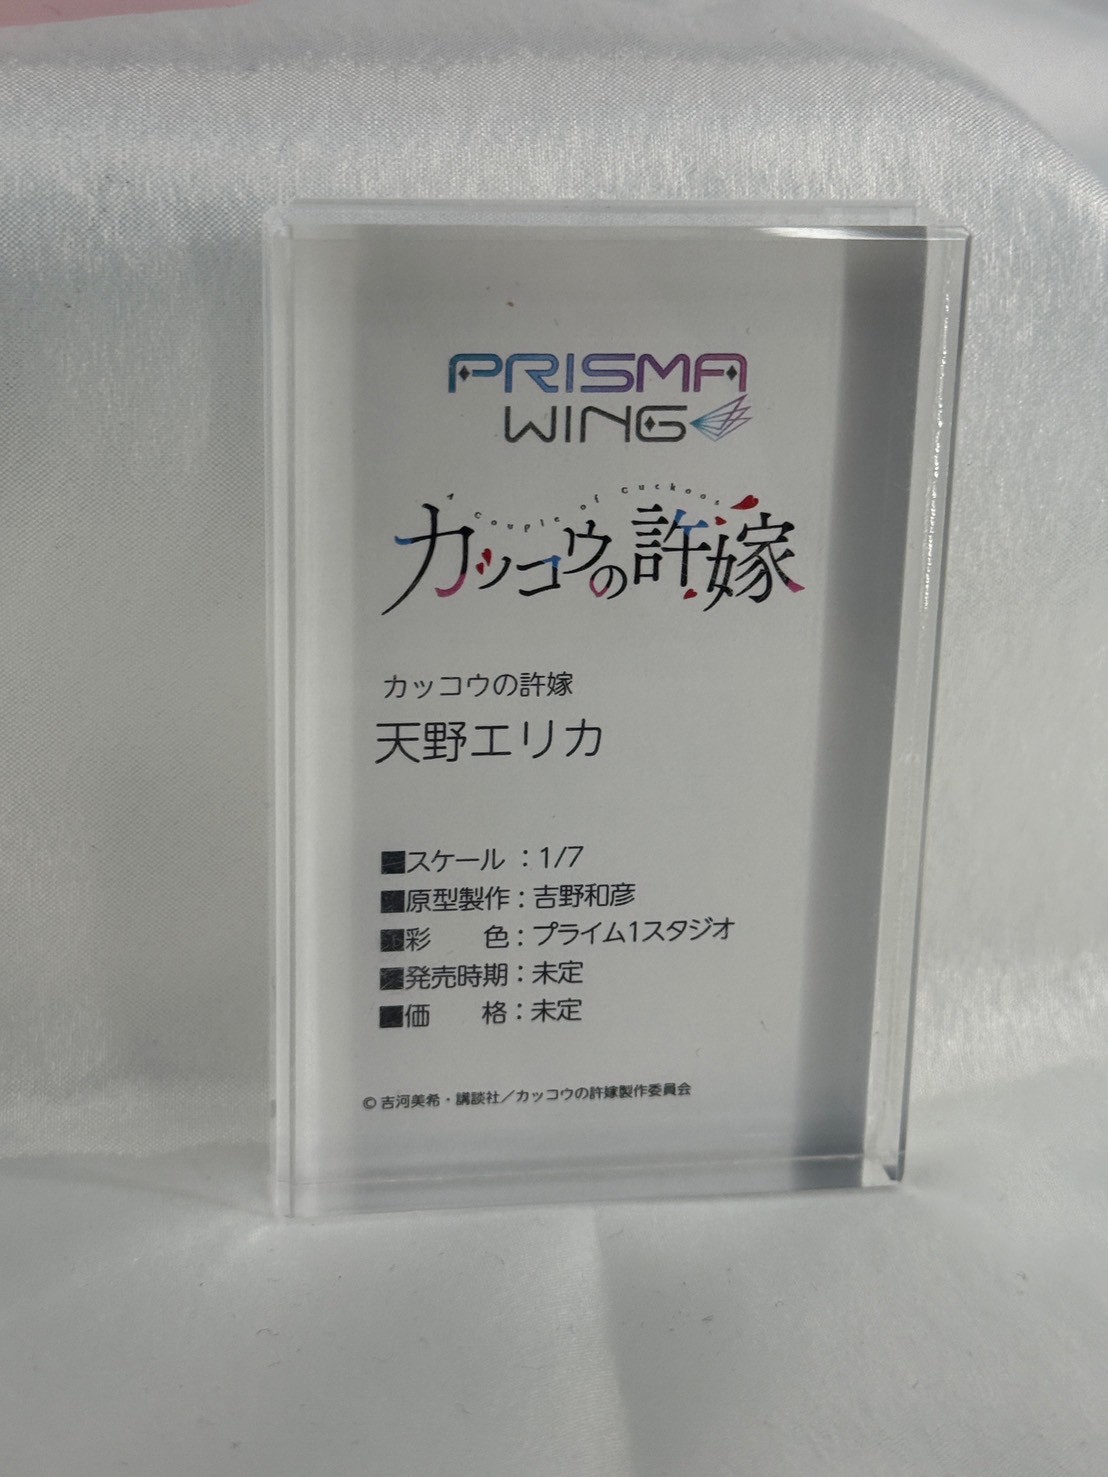 PRISMA
WING
A Couple of Cuckoos
カッコウの許嫁
カッコウの許嫁
天野エリカ
■スケール ：1/7
■原型製作：吉野和彦
■彩　　色：プライム1スタジオ
■発売時期：未定
■価　　格：未定
© 吉河美希・講談社／カッコウの許嫁製作委員会